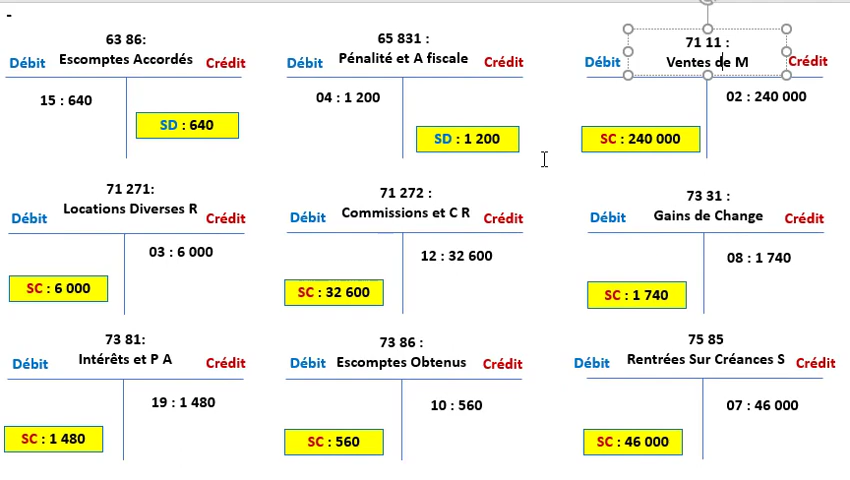 -
63 86:
Escomptes Accordés
Débit
Crédit
15 : 640
SD : 640
65 831 :
Pénalité et A fiscale
Débit
Crédit
04 : 1 200
SD : 1 200
71 11 :
Ventes de M
Débit
Crédit
02 : 240 000
SC : 240 000
71 271:
Locations Diverses R
Débit
Crédit
03 : 6 000
SC : 6 000
71 272 :
Commissions et C R
Débit
Crédit
12 : 32 600
SC : 32 600
73 31 :
Gains de Change
Débit
Crédit
08 : 1 740
SC : 1 740
73 81:
Intérêts et P A
Débit
Crédit
19 : 1 480
SC : 1 480
73 86 :
Escomptes Obtenus
Débit
Crédit
10 : 560
SC : 560
75 85
Rentrées Sur Créances S
Débit
Crédit
07 : 46 000
SC : 46 000